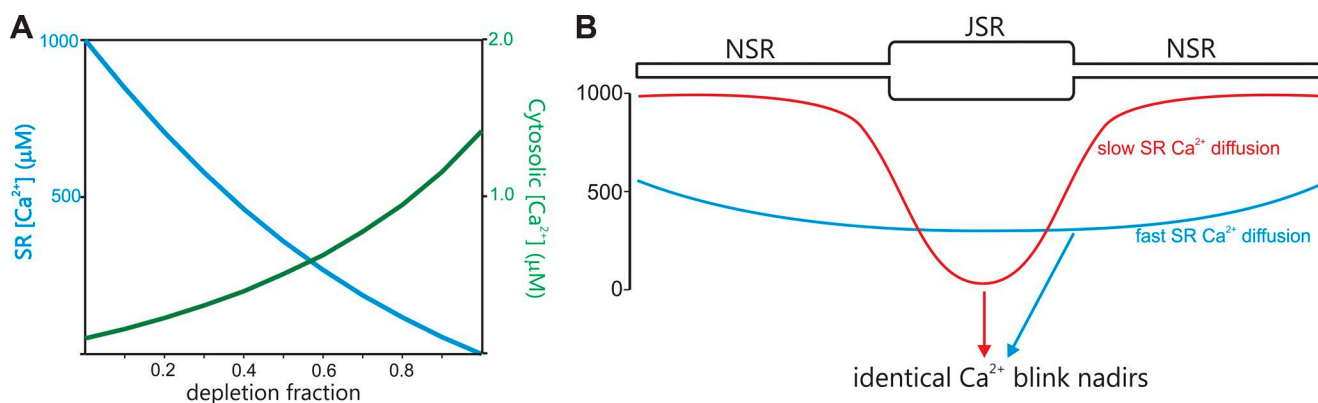 A
1000
500
SR [Ca²⁺] (µM)
2.0
1.0
Cytosolic [Ca²⁺] (µM)
0.2 0.4 0.6 0.8
depletion fraction
B
NSR JSR NSR
1000
500
0
slow SR Ca²⁺ diffusion
fast SR Ca²⁺ diffusion
identical Ca²⁺ blink nadirs